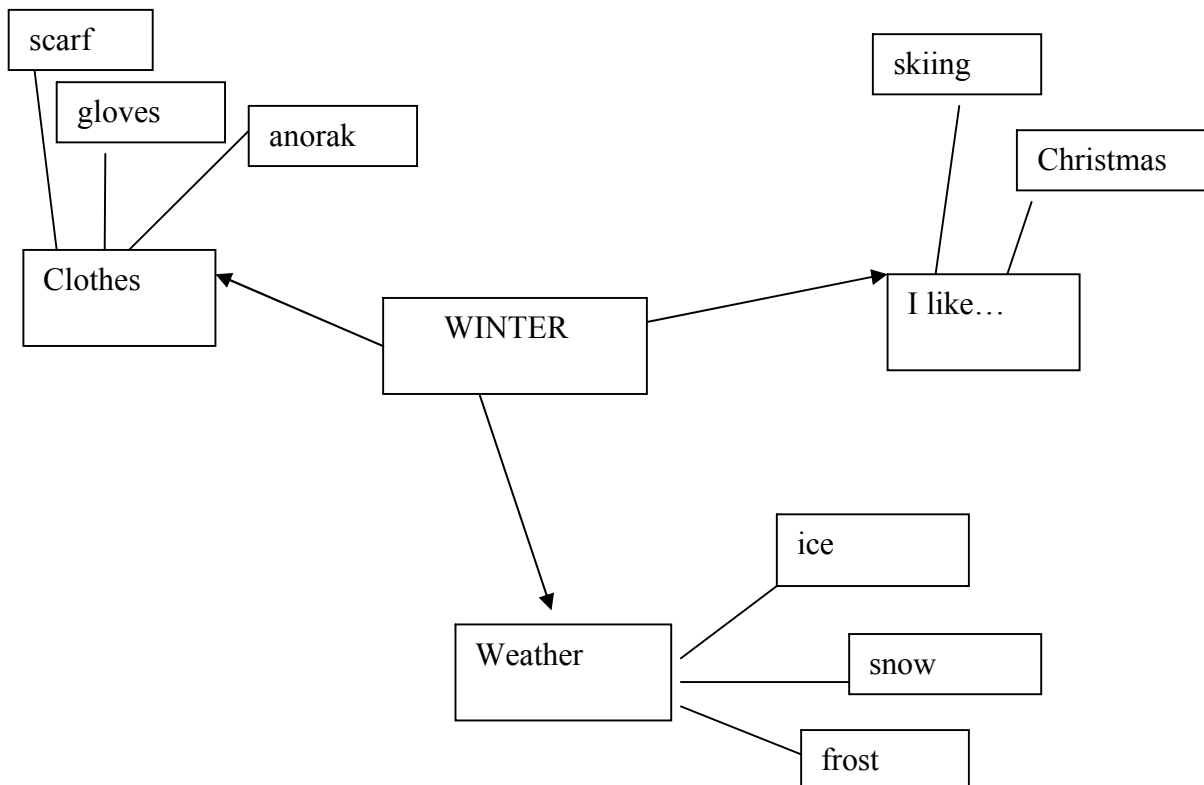 scarf
gloves
anorak
skiing
Christmas
Clothes
WINTER
I like…
ice
Weather
snow
frost